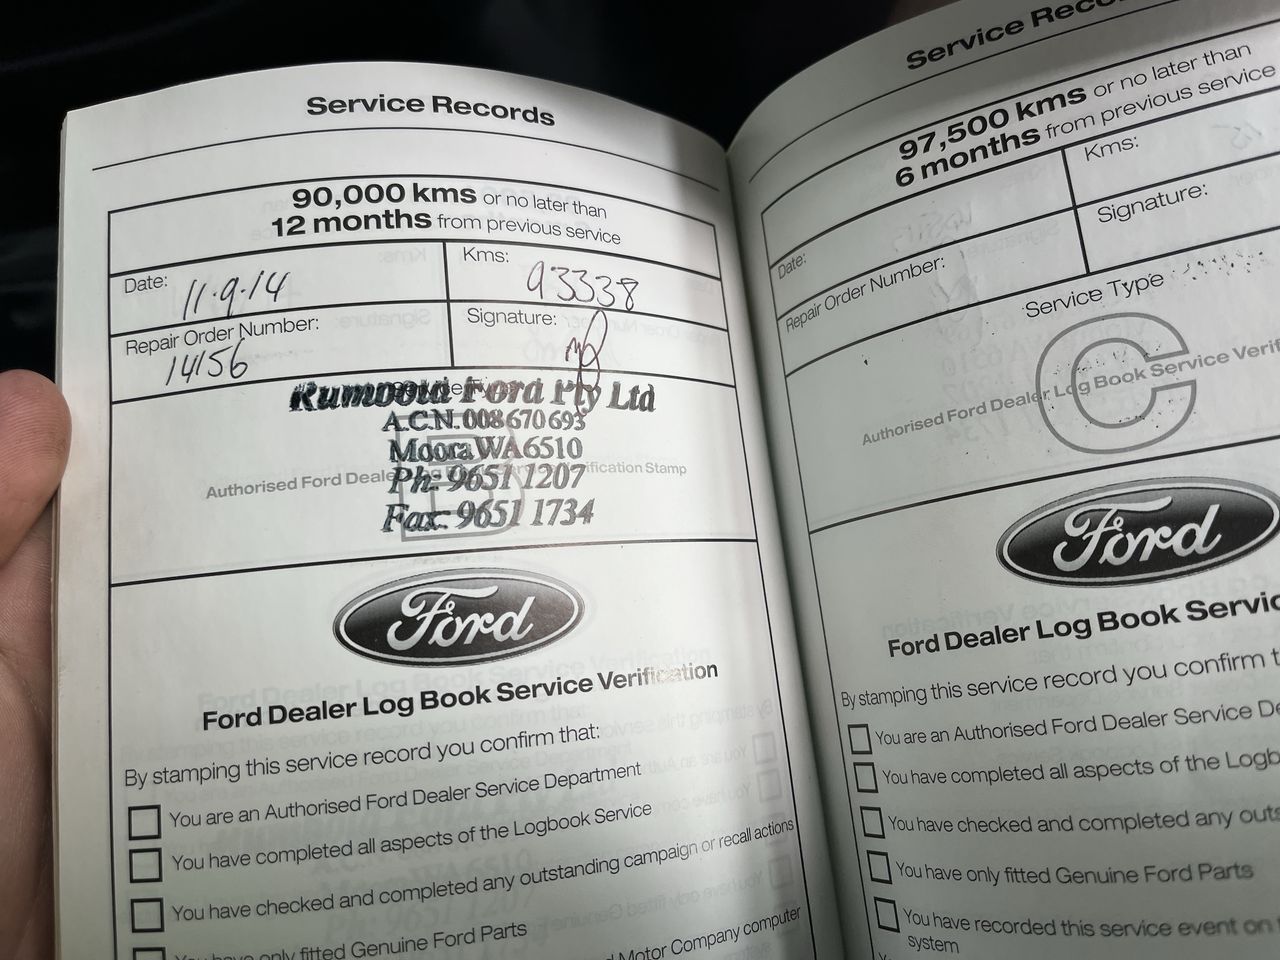 Service Records
90,000 kms or no later than
12 months from previous service
Date: 11.9.14
Kms: 93338
Repair Order Number: 14156
Signature:
Ford Pty Ltd
A.C.N. 008 670 693
Moora WA 6510
Authorised Ford Dealer Verification Stamp
Ph: 9651 1207
Fax: 9651 1734
B
Ford
Ford Dealer Log Book Service Verification
By stamping this service record you confirm that:
You are an Authorised Ford Dealer Service Department
You have completed all aspects of the Logbook Service
You have checked and completed any outstanding campaign or recall actions
You have only fitted Genuine Ford Parts
Motor Company computer
Service
97,500 kms or no later than
6 months from previous service
Date:
Kms:
Repair Order Number:
Signature:
Service Type
C
Authorised Ford Dealer Log Book Service
Ford
Ford Dealer Log Book
By stamping this service record you confirm
You are an Authorised Ford Dealer Service
You have completed all aspects of the
You have checked and completed any
You have only fitted Genuine Ford Parts
You have recorded this service event on
system